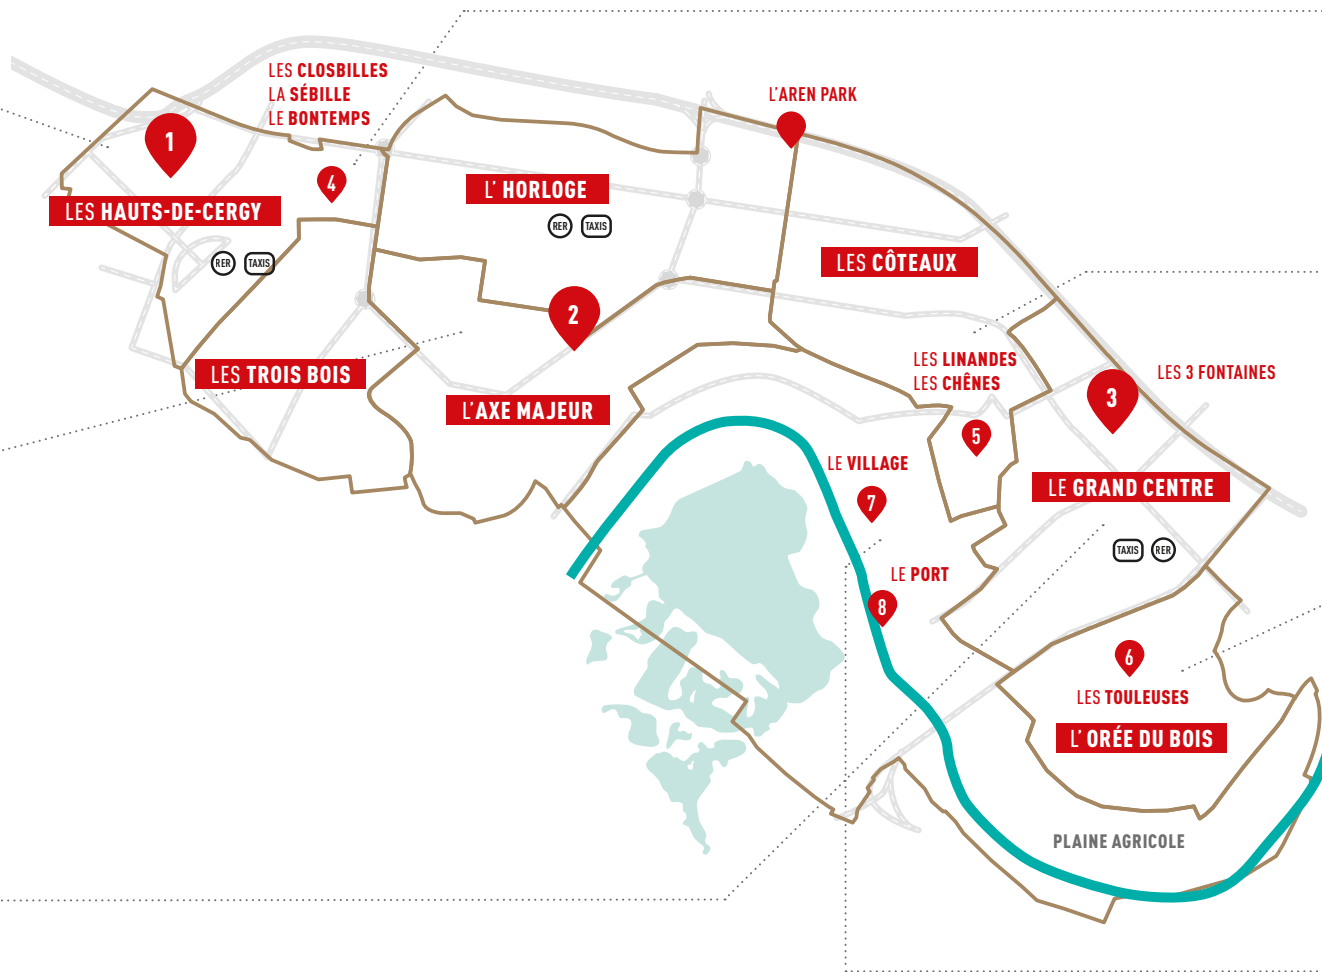 LES CLOSBILLES
LA SÉBILLE
LE BONTEMPS
L'AREN PARK
1
4
L' HORLOGE
LES HAUTS-DE-CERGY
RER TAXIS
RER TAXIS
LES CÔTEAUX
2
LES TROIS BOIS
LES LINANDES
LES CHÊNES
LES 3 FONTAINES
3
L'AXE MAJEUR
5
LE VILLAGE
7
LE GRAND CENTRE
TAXIS RER
LE PORT
8
6
LES TOULEUSES
L' ORÉE DU BOIS
PLAINE AGRICOLE